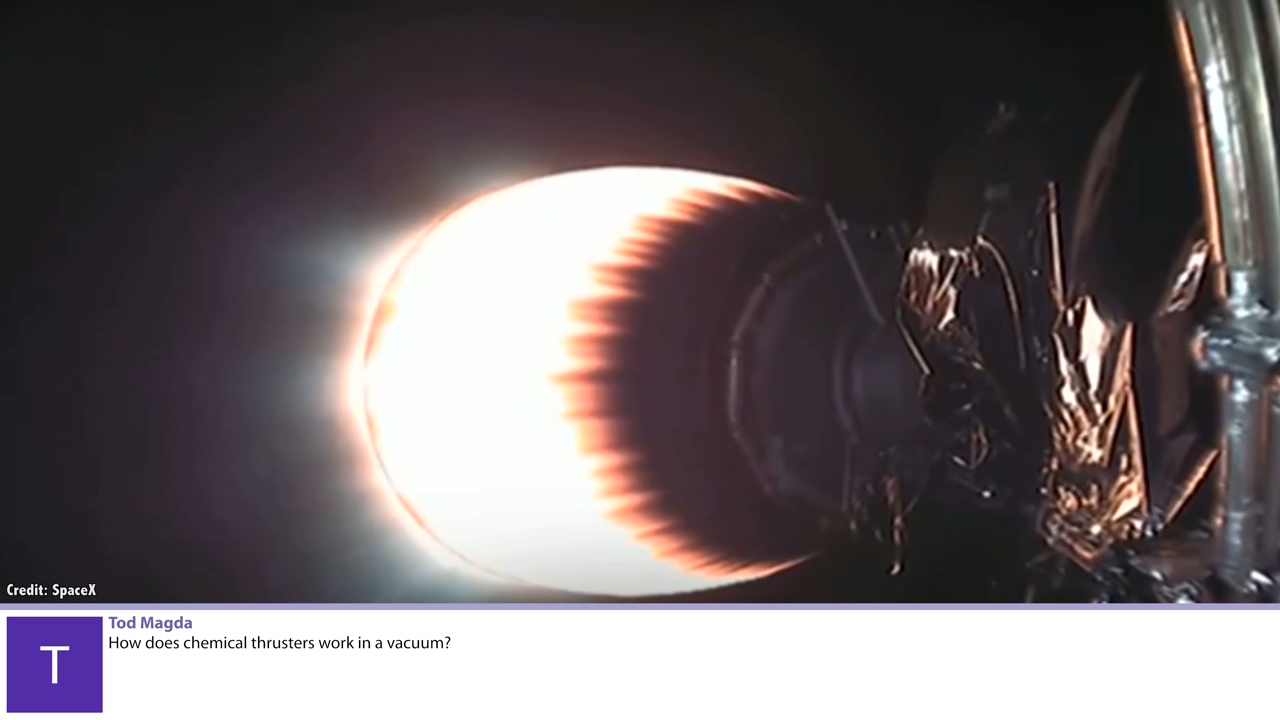 Credit: SpaceX
T
Tod Magda
How does chemical thrusters work in a vacuum?